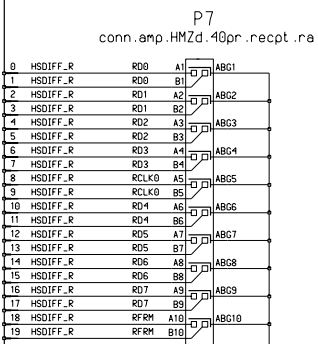 P7
conn.amp.HMZd.40pr.recpt.ra
0 HSDIFF_R RD0 A1 ABG1
1 HSDIFF_R RD0 B1
2 HSDIFF_R RD1 A2 ABG2
3 HSDIFF_R RD1 B2
4 HSDIFF_R RD2 A3 ABG3
5 HSDIFF_R RD2 B3
6 HSDIFF_R RD3 A4 ABG4
7 HSDIFF_R RD3 B4
8 HSDIFF_R RCLK0 A5 ABG5
9 HSDIFF_R RCLK0 B5
10 HSDIFF_R RD4 A6 ABG6
11 HSDIFF_R RD4 B6
12 HSDIFF_R RD5 A7 ABG7
13 HSDIFF_R RD5 B7
14 HSDIFF_R RD6 A8 ABG8
15 HSDIFF_R RD6 B8
16 HSDIFF_R RD7 A9 ABG9
17 HSDIFF_R RD7 B9
18 HSDIFF_R RFRM A10 ABG10
19 HSDIFF_R RFRM B10